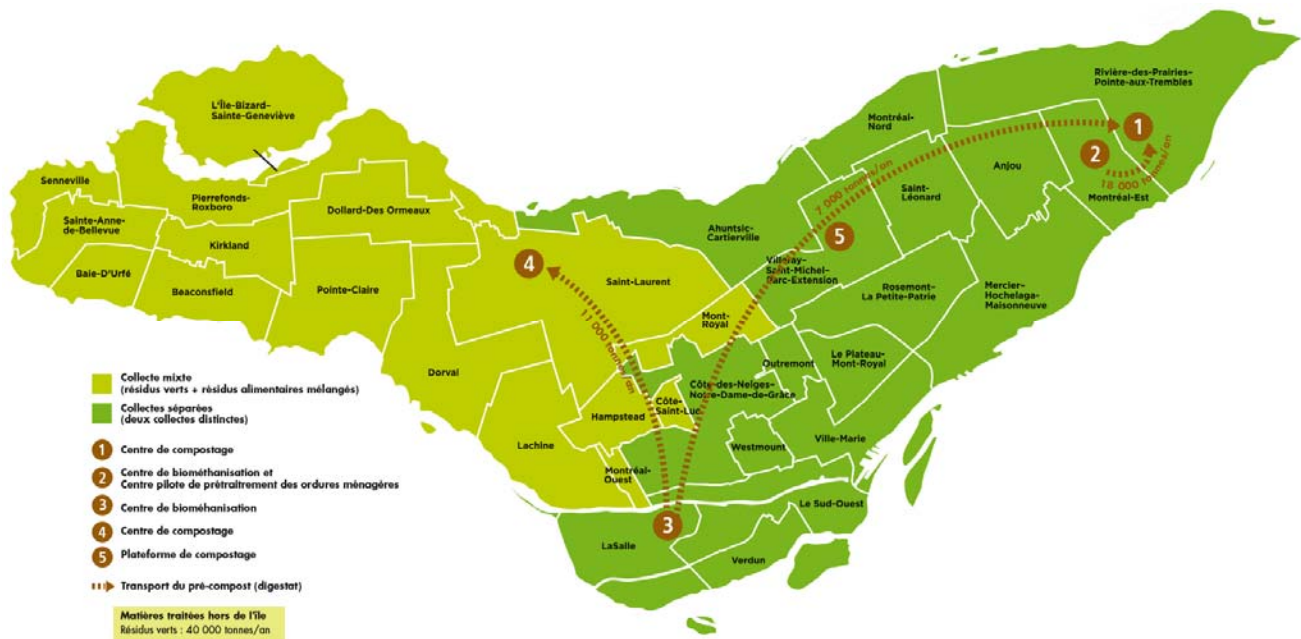 L'Île-Bizard–
Sainte-Geneviève
Rivière-des-Prairies-
Pointe-aux-Trembles
Montréal-
Nord
1
Senneville
Pierrefonds-
Roxboro
Anjou
2
18 000 tonnes/an
Sainte-Anne-
de-Bellevue
Dollard-Des Ormeaux
Saint-
Léonard
7 000 tonnes/an
Montréal-Est
Kirkland
Ahuntsic-
Cartierville
5
Baie-D'Urfé
4
Villeray–
Saint-Michel–
Parc-Extension
Beaconsfield
Pointe-Claire
Saint-Laurent
Rosemont-
La Petite-Patrie
Mercier-
Hochelaga-
Maisonneuve
11 000 tonnes/an
Mont-
Royal
Le Plateau-
Mont-Royal
Outremont
Dorval
Côte-des-Neiges–
Notre-Dame-de-Grâce
Côte-
Saint-Luc
Hampstead
Lachine
Westmount
Ville-Marie
Montréal-
Ouest
Le Sud-Ouest
3
LaSalle
Verdun
Collecte mixte
(résidus verts + résidus alimentaires mélangés)
Collectes séparées
(deux collectes distinctes)
1 Centre de compostage
2 Centre de biométhanisation et
Centre pilote de prétraîtrement des ordures ménagères
3 Centre de bioméhanisation
4 Centre de compostage
5 Plateforme de compostage
Transport du pré-compost (digestat)
Matières traitées hors de l'île
Résidus verts : 40 000 tonnes/an